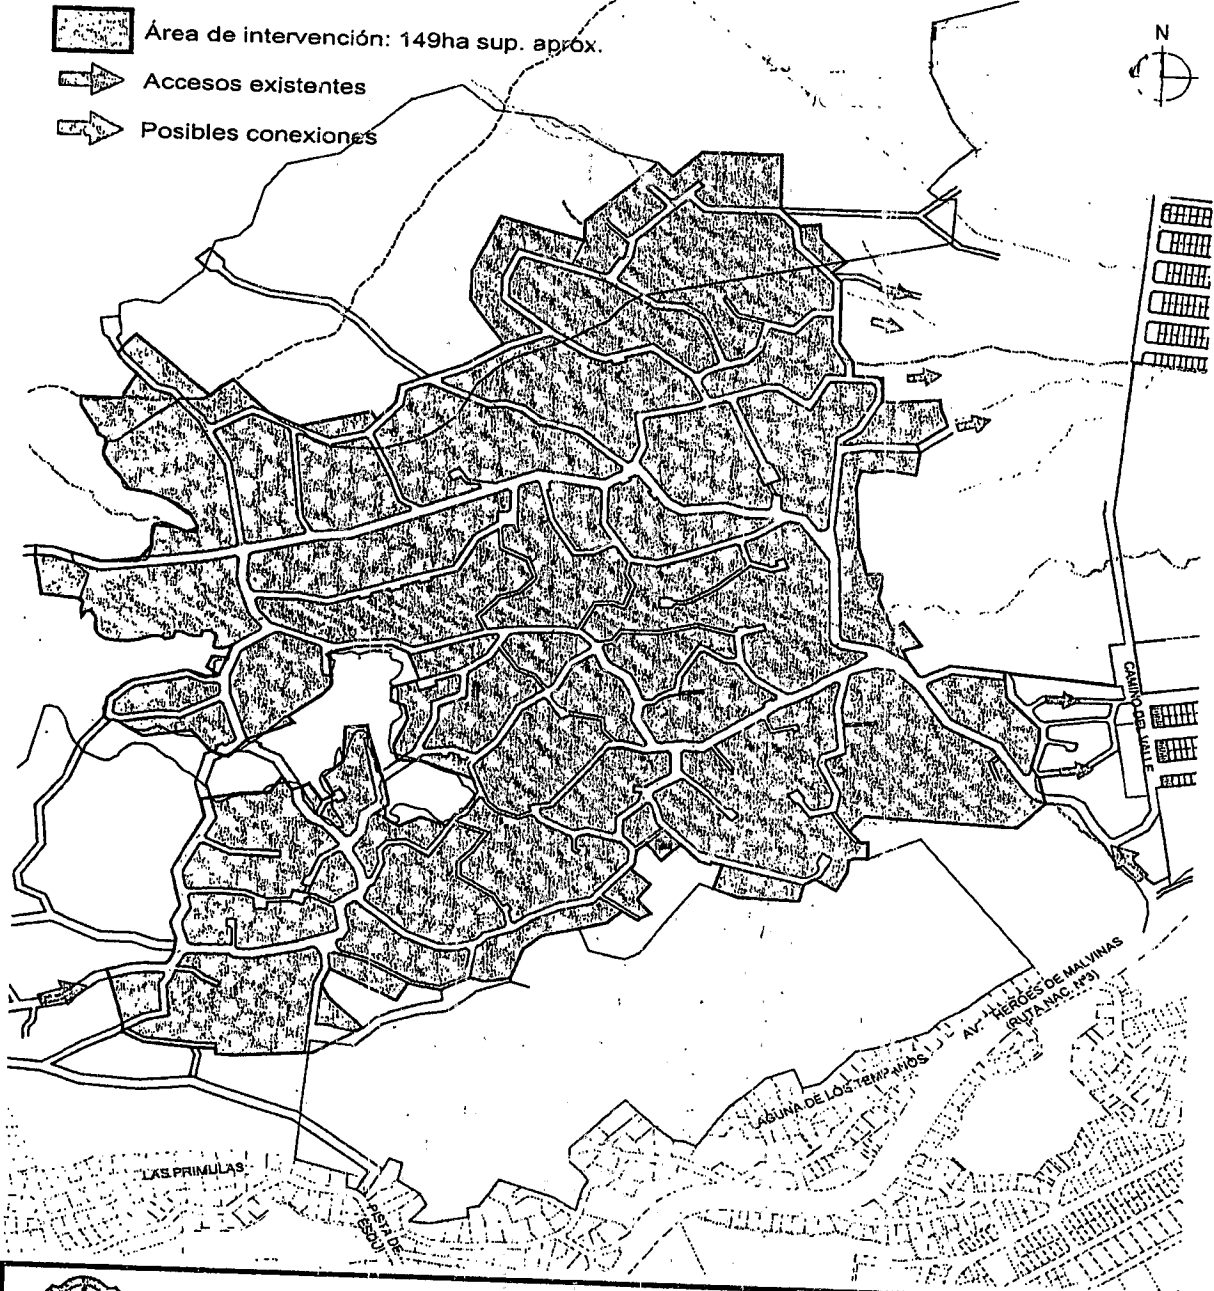 Área de intervención: 149ha sup. aprox.
Accesos existentes
Posibles conexiones
N
CAMINO DEL VALLE
AV. HEROES DE MALVINAS
(RUTA NAC. Nº3)
LAGUNA DE LOS TEMPANOS
LAS PRIMULAS
PISTA DE
ESQUI